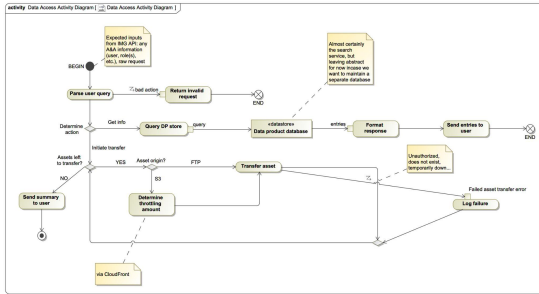 activity Data Access Activity Diagram [ Data Access Activity Diagram ]
Expected inputs
from IMG API: any
A&A information
(user, role(s),
etc.), raw request
Almost certainly
the search
service, but
leaving abstract
for now incase we
want to maintain a
separate database
BEGIN
Parse user query
bad action
Return invalid
request
END
Determine
action
Get info
Query DP store
query
«datastore»
Data product database
entries
Format
response
Send entries to
user
END
Initiate transfer
Assets left
to transfer?
YES
Asset origin?
FTP
Transfer asset
Unauthorized,
does not exist,
temporarily down...
NO
S3
Send summary
to user
Determine
throttling
amount
Failed asset transfer error
Log failure
via CloudFront